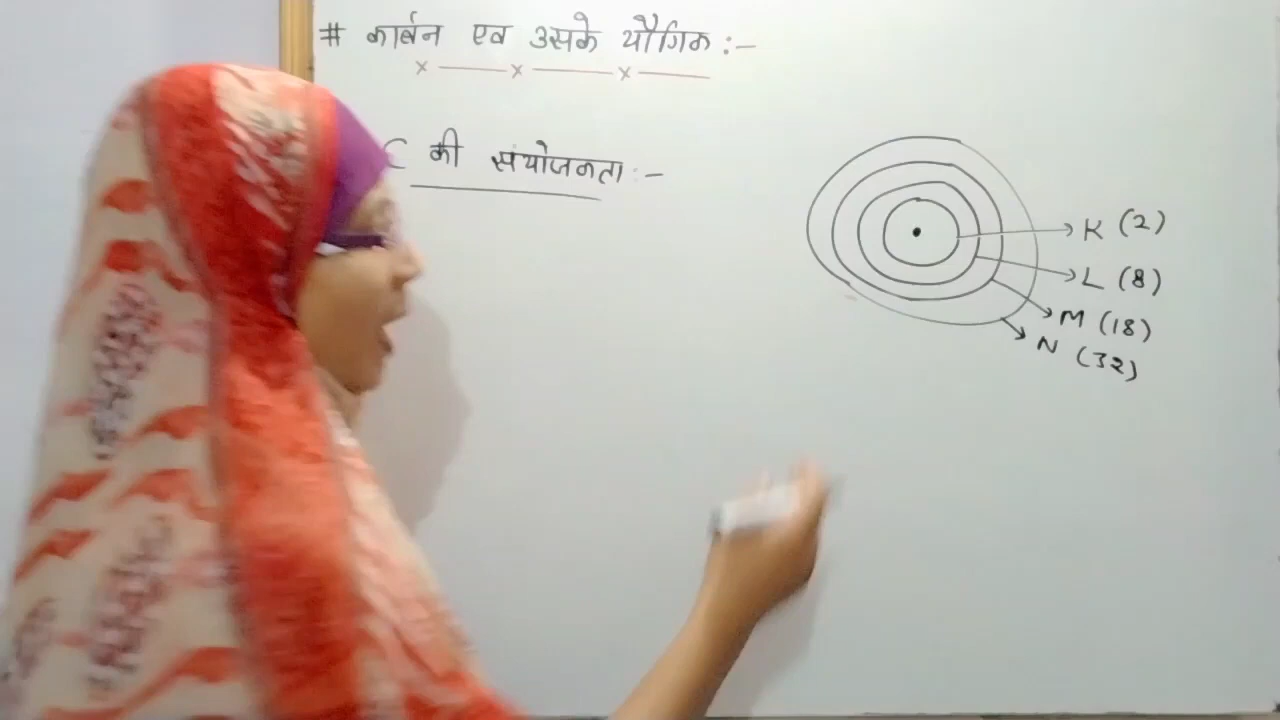 # कार्बन एव उसके यौगिक :-
C की संयोजकता :-
K (2)
L (8)
M (18)
N (32)